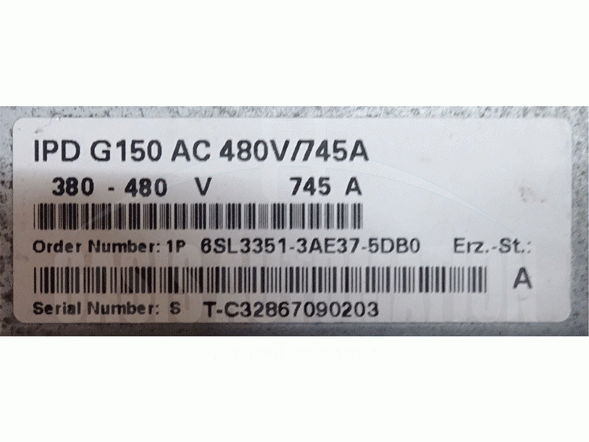 IPD G150 AC 480V/745A
380 - 480 V 745 A
Order Number: 1P 6SL3351-3AE37-5DB0 Erz.-St.:
A
Serial Number: S T-C32867090203